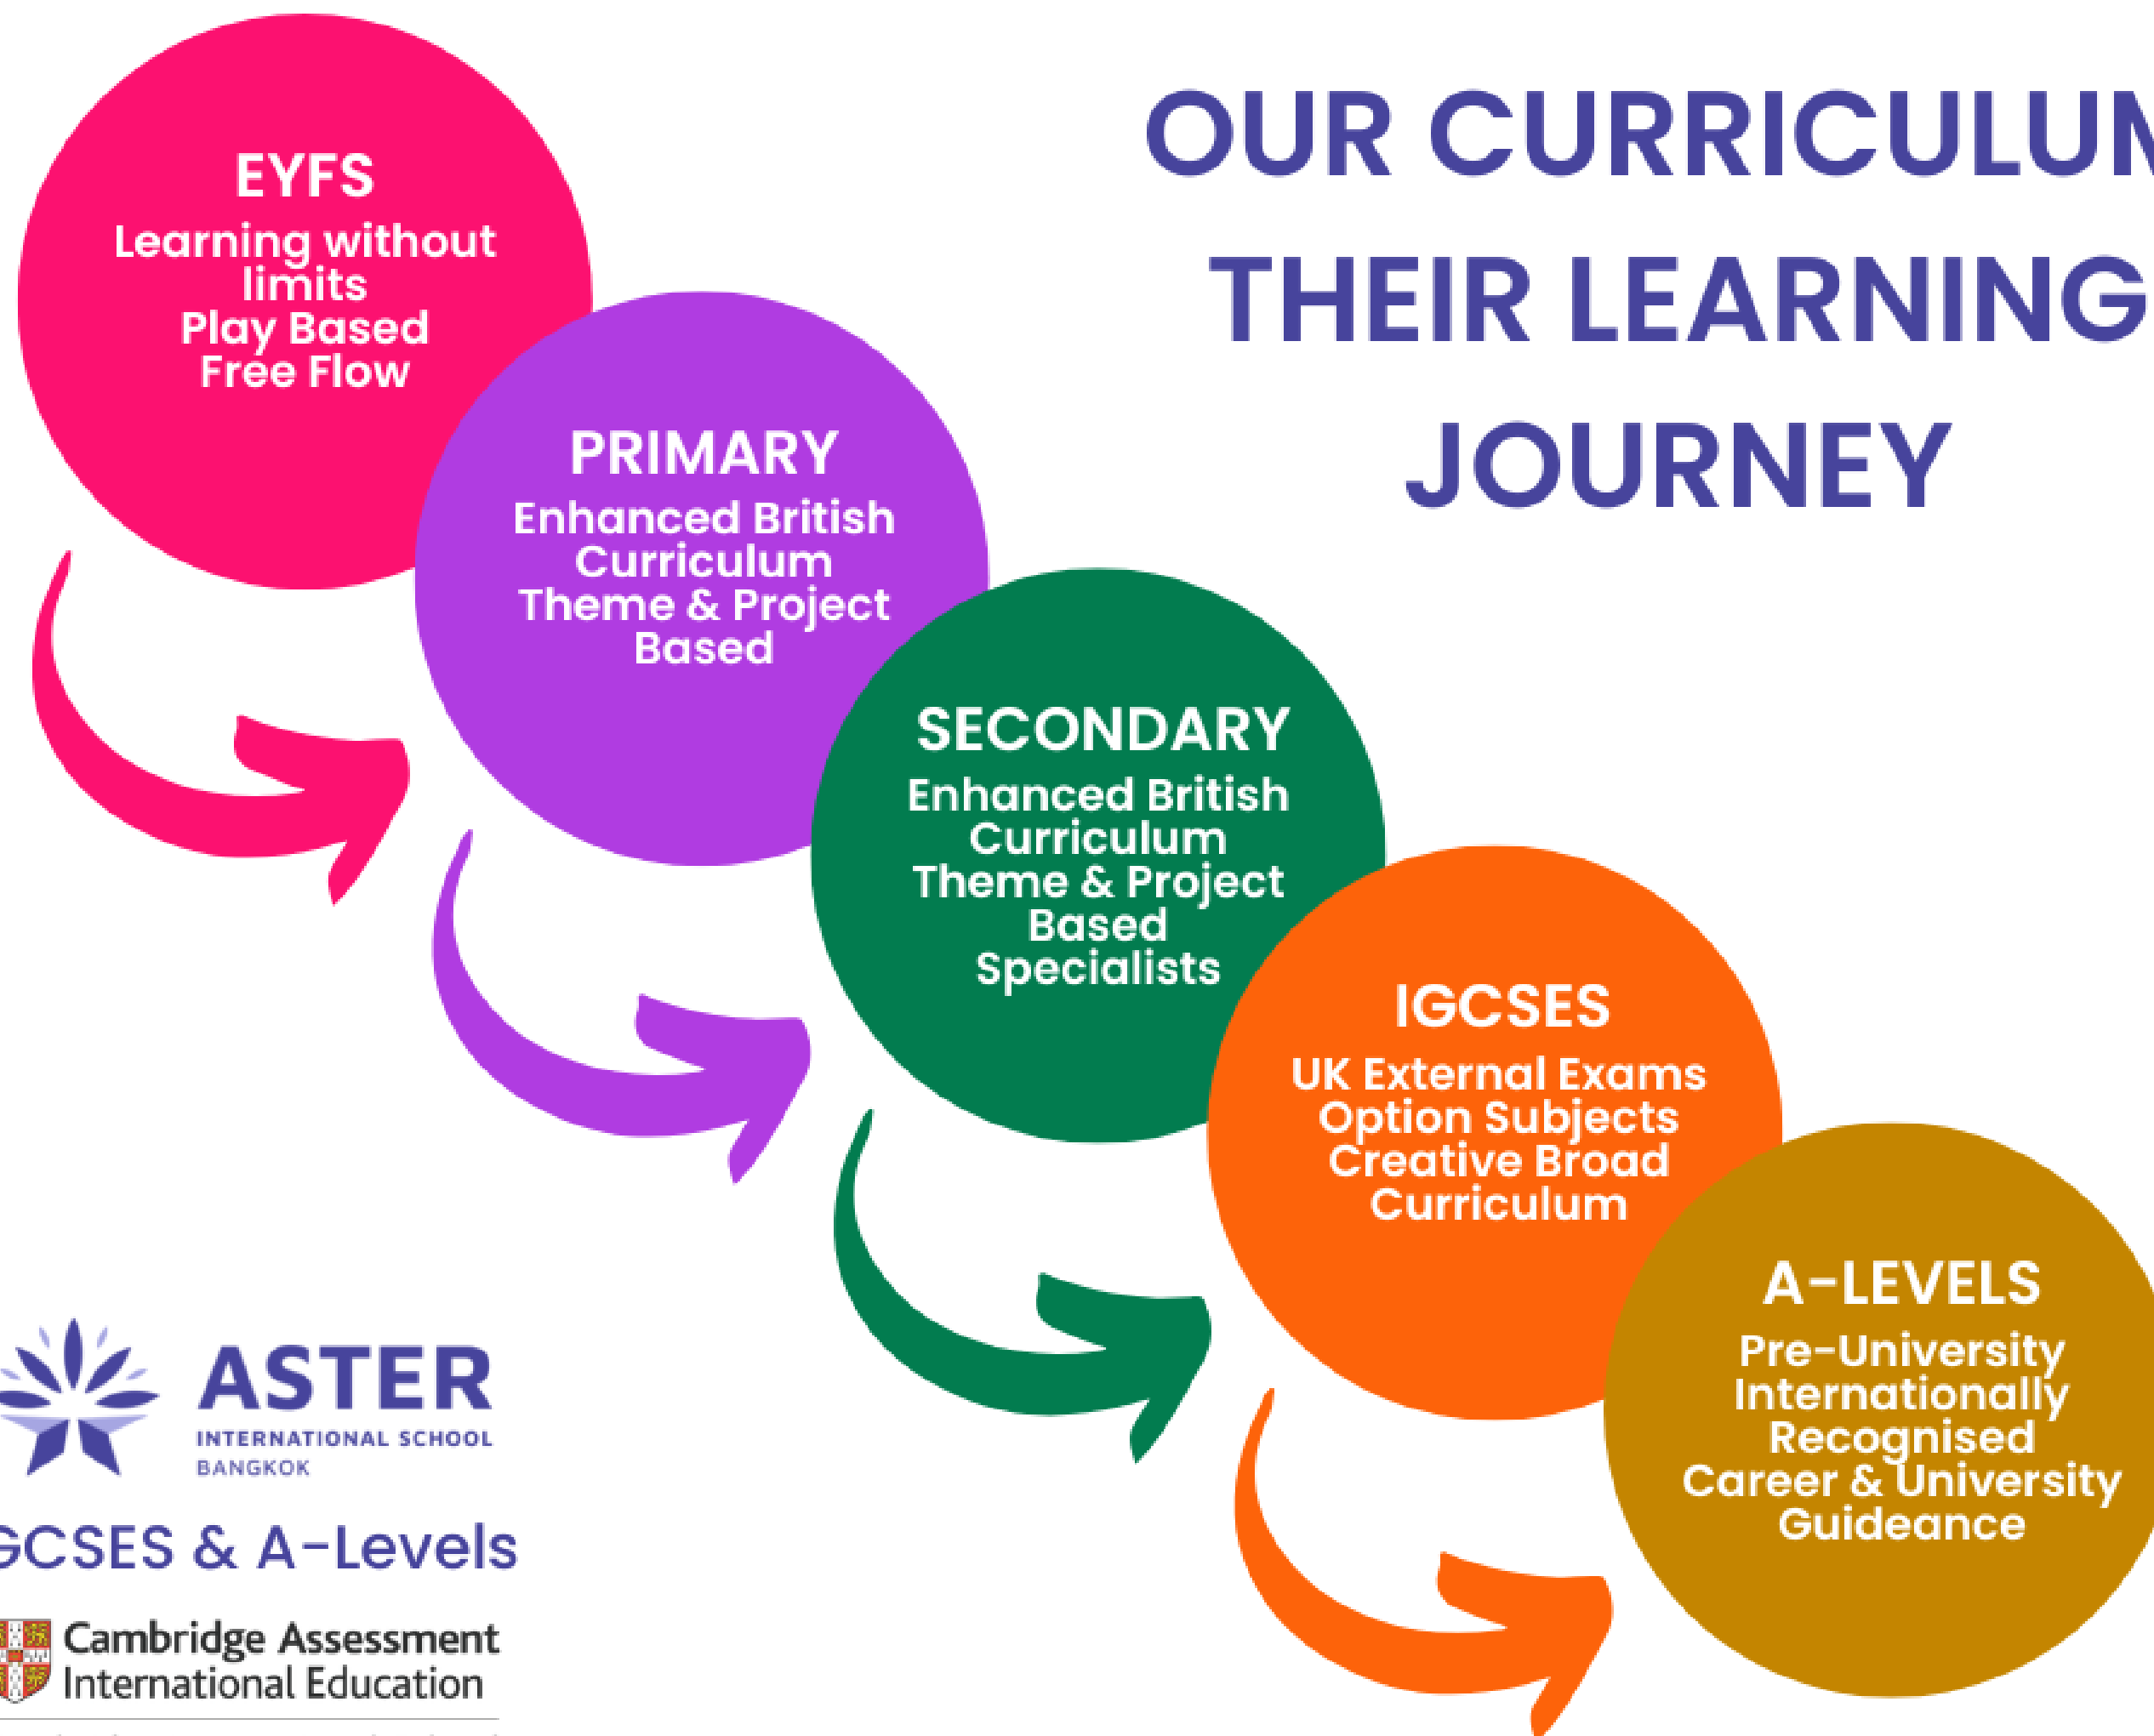 OUR CURRICULUM
THEIR LEARNING
JOURNEY
EYFS
Learning without
limits
Play Based
Free Flow
PRIMARY
Enhanced British
Curriculum
Theme & Project
Based
SECONDARY
Enhanced British
Curriculum
Theme & Project
Based
Specialists
IGCSES
UK External Exams
Option Subjects
Creative Broad
Curriculum
A-LEVELS
Pre-University
Internationally
Recognised
Career & University
Guideance
ASTER
INTERNATIONAL SCHOOL
BANGKOK
GCSES & A-Levels
Cambridge Assessment
International Education